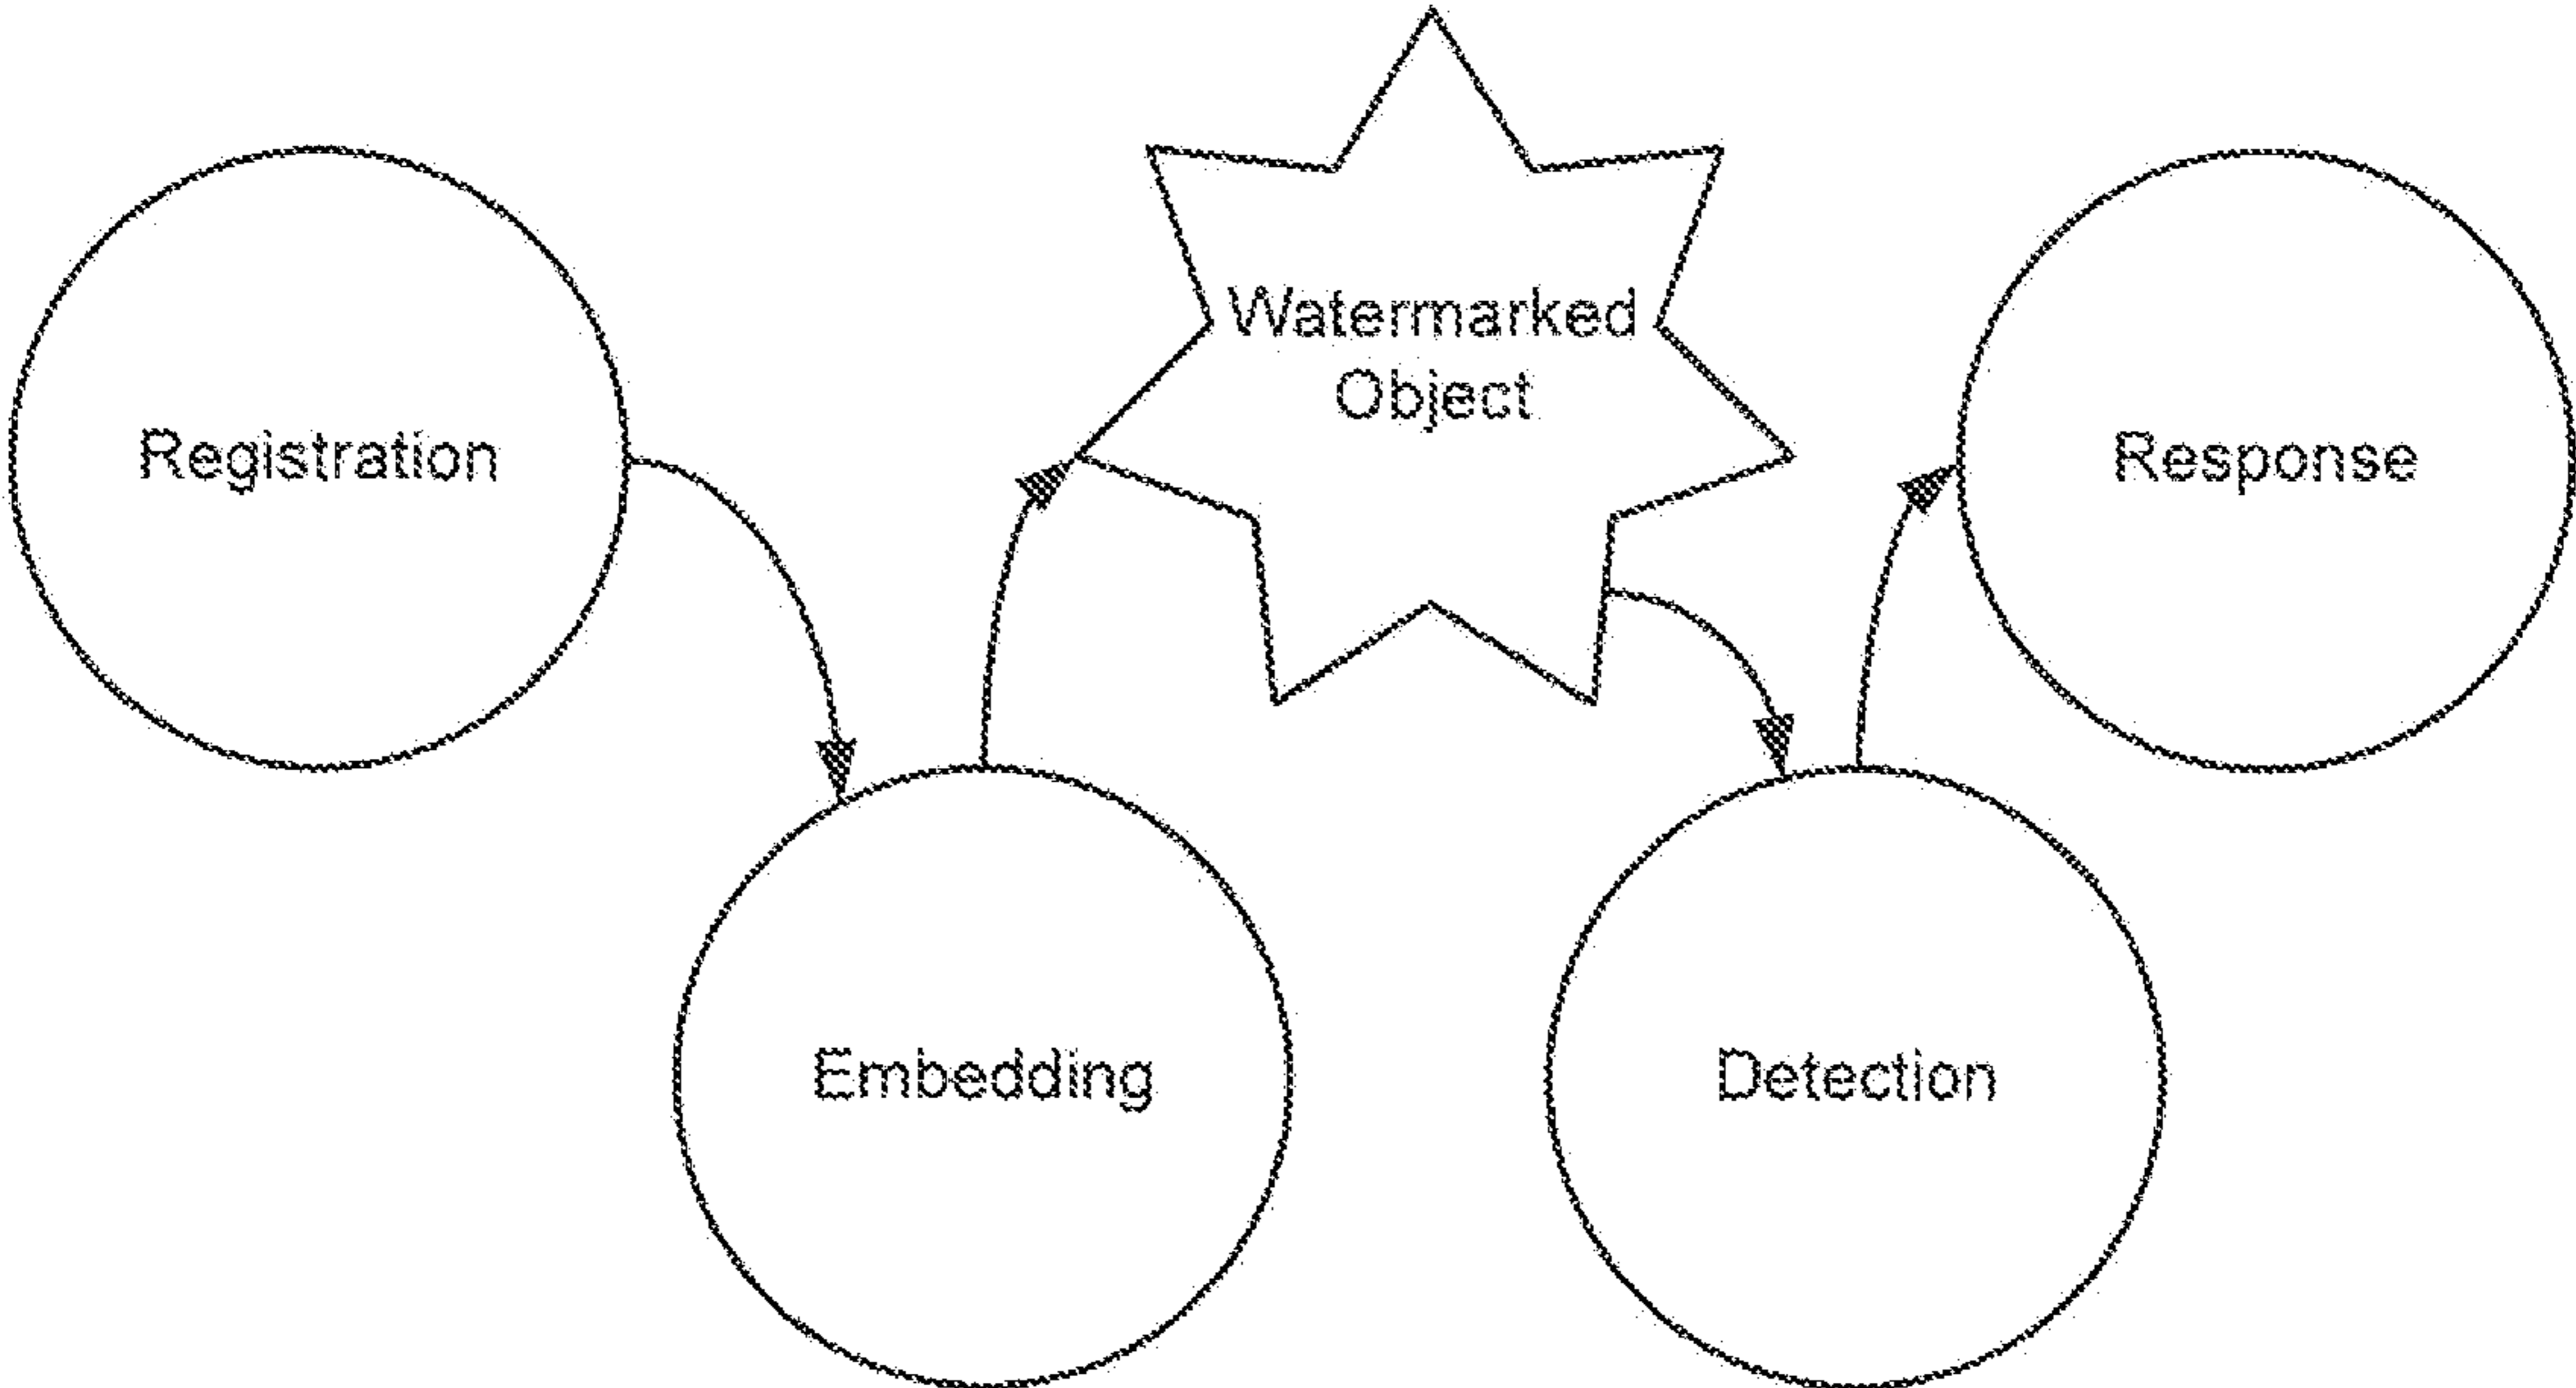 Registration
Embedding
Watermarked
Object
Detection
Response